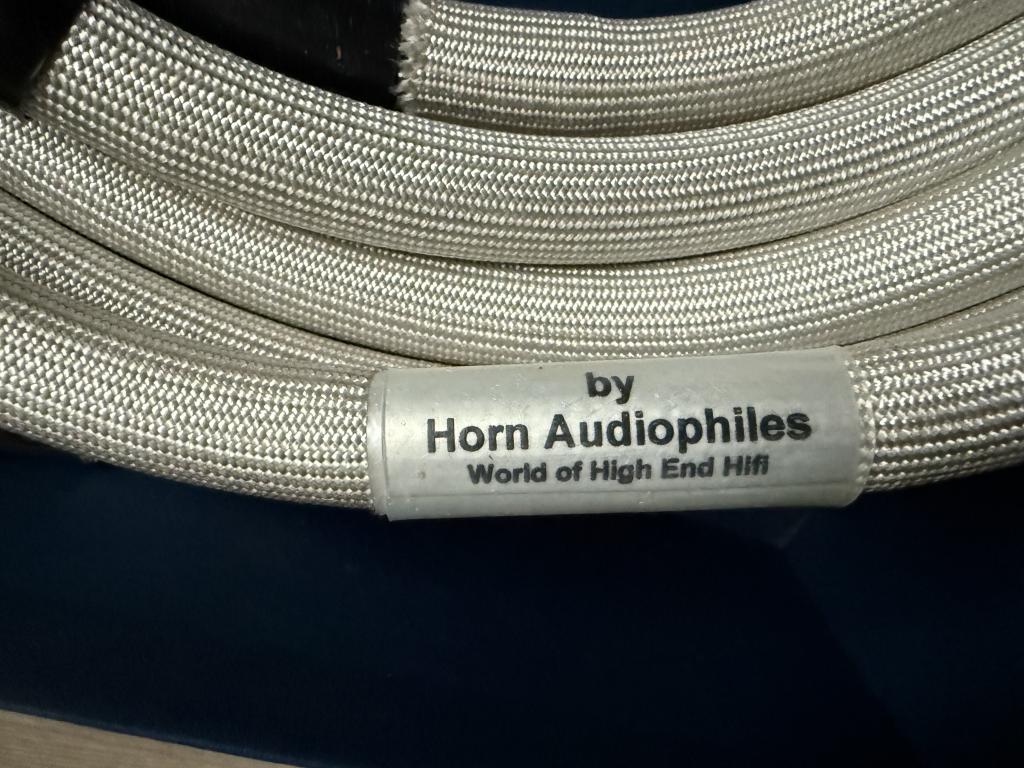 by
Horn Audiophiles
World of High End Hifi